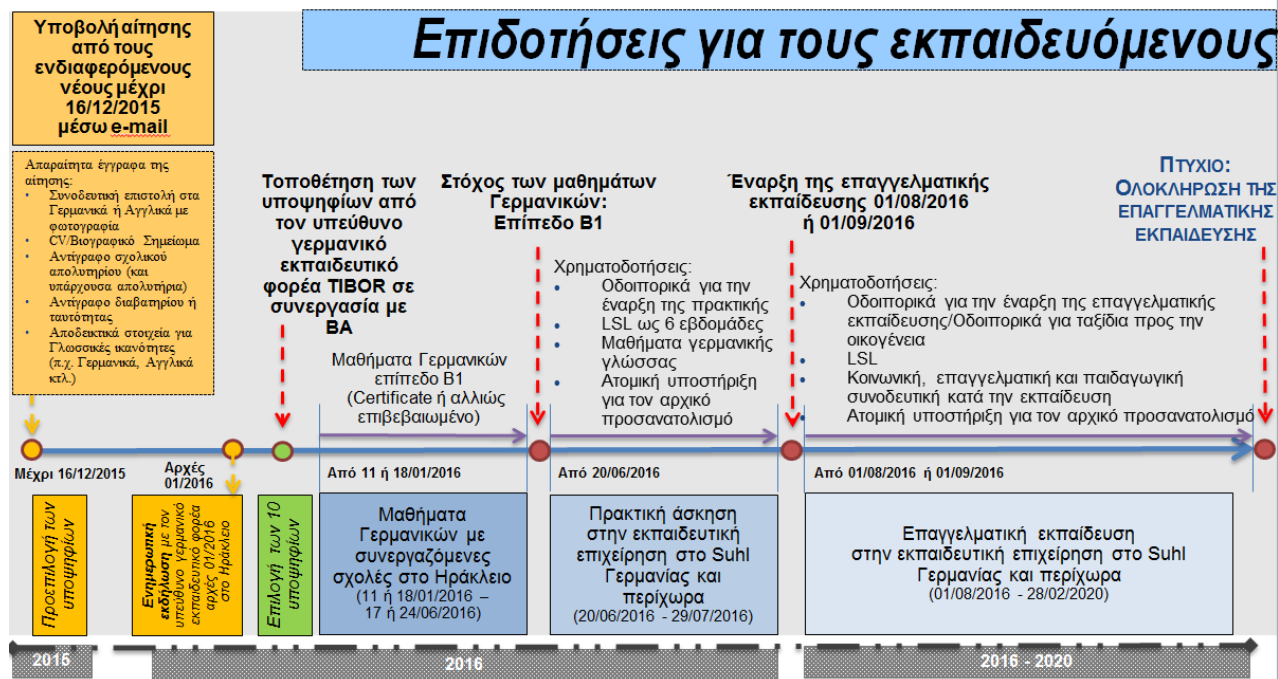 Υποβολή αίτησης
από τους
ενδιαφερόμενους
νέους μέχρι
16/12/2015
μέσω e-mail
Επιδοτήσεις για τους εκπαιδευόμενους
Απαραίτητα έγγραφα της
αίτησης:
• Συνοδευτική επιστολή στα
Γερμανικά ή Αγγλικά με
φωτογραφία
• CV/Βιογραφικό Σημείωμα
• Αντίγραφο σχολικού
απολυτηρίου (και
υπάρχουσα απολυτήρια)
• Αντίγραφο διαβατηρίου ή
ταυτότητας
• Αποδεικτικά στοιχεία για
Γλωσσικές ικανότητες
(π.χ. Γερμανικά, Αγγλικά
κτλ.)
Τοποθέτηση των
υποψηφίων από
τον υπεύθυνο
γερμανικό
εκπαιδευτικό
φορέα TIBOR σε
συνεργασία με
BA
Στόχος των μαθημάτων
Γερμανικών:
Επίπεδο B1
Έναρξη της επαγγελματικής
εκπαίδευσης 01/08/2016
ή 01/09/2016
Πτυχιο:
Ολοκληρωση της
επαγγελματικης
εκπαιδευσης
Μαθήματα Γερμανικών
επίπεδο B1
(Certificate ή αλλιώς
επιβεβαιωμένο)
Χρηματοδοτήσεις:
• Οδοιπορικά για την
έναρξη της πρακτικής
• LSL ως 6 εβδομάδες
• Μαθήματα γερμανικής
γλώσσας
• Ατομική υποστήριξη
για τον αρχικό
προσανατολισμό
Χρηματοδοτήσεις:
• Οδοιπορικά για την έναρξη της επαγγελματικής
εκπαίδευσης/Οδοιπορικά για ταξίδια προς την
οικογένεια
• LSL
• Κοινωνική, επαγγελματική και παιδαγωγική
συνοδευτική κατά την εκπαίδευση
• Ατομική υποστήριξη για τον αρχικό προσανατολισμό
Μέχρι 16/12/2015
Αρχές
01/2016
Από 11 ή 18/01/2016
Από 20/06/2016
Από 01/08/2016 ή 01/09/2016
Προεπιλογή των
υποψηφίων
Ενημερωτική
εκδήλωση με τον
υπεύθυνο γερμανικό
εκπαιδευτικό φορέα
αρχές 01/2016
στο Ηράκλειο
Επιλογή των 10
υποψηφίων
Μαθήματα
Γερμανικών με
συνεργαζόμενες
σχολές στο Ηράκλειο
(11 ή 18/01/2016 –
17 ή 24/06/2016)
Πρακτική άσκηση
στην εκπαιδευτική
επιχείρηση στο Suhl
Γερμανίας και
περίχωρα
(20/06/2016 - 29/07/2016)
Επαγγελματική εκπαίδευση
στην εκπαιδευτική επιχείρηση στο Suhl
Γερμανίας και περίχωρα
(01/08/2016 - 28/02/2020)
2015
2016
2016 - 2020